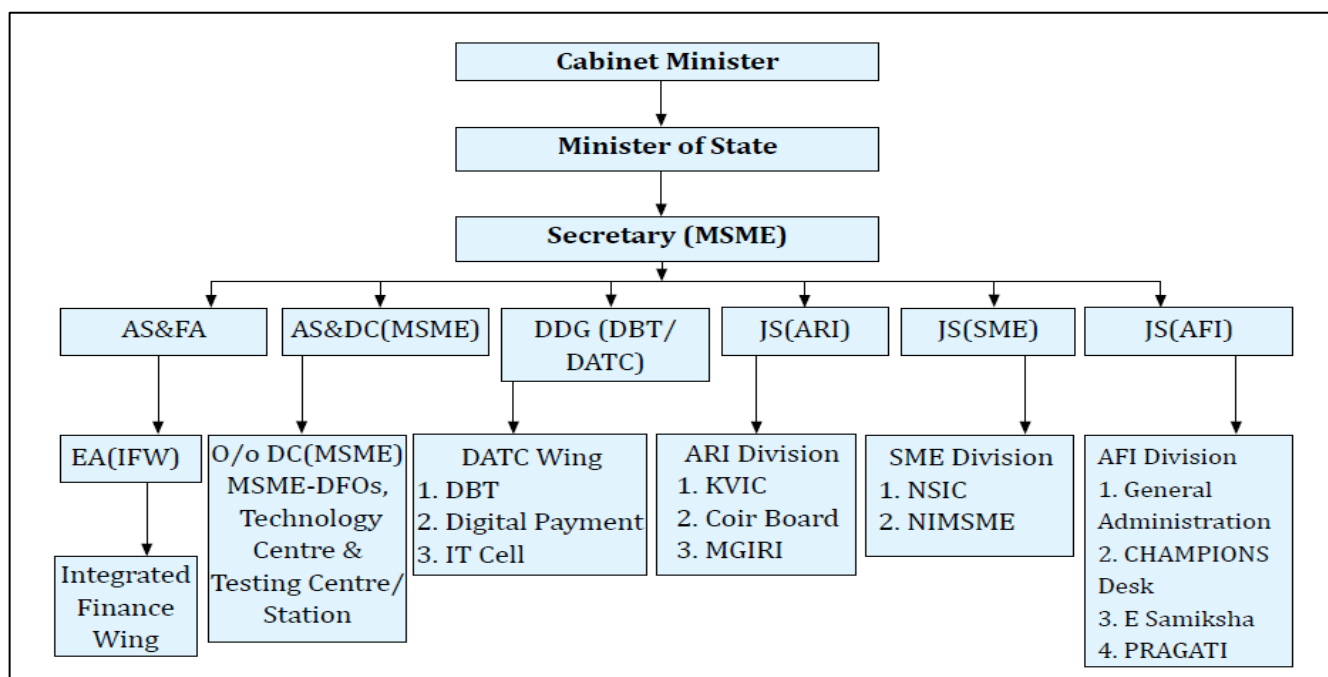 Cabinet Minister
Minister of State
Secretary (MSME)
AS&FA
AS&DC(MSME)
DDG (DBT/
DATC)
JS(ARI)
JS(SME)
JS(AFI)
EA(IFW)
Integrated
Finance
Wing
O/o DC(MSME)
MSME-DFOs,
Technology
Centre &
Testing Centre/
Station
DATC Wing
1. DBT
2. Digital Payment
3. IT Cell
ARI Division
1. KVIC
2. Coir Board
3. MGIRI
SME Division
1. NSIC
2. NIMSME
AFI Division
1. General
Administration
2. CHAMPIONS
Desk
3. E Samiksha
4. PRAGATI